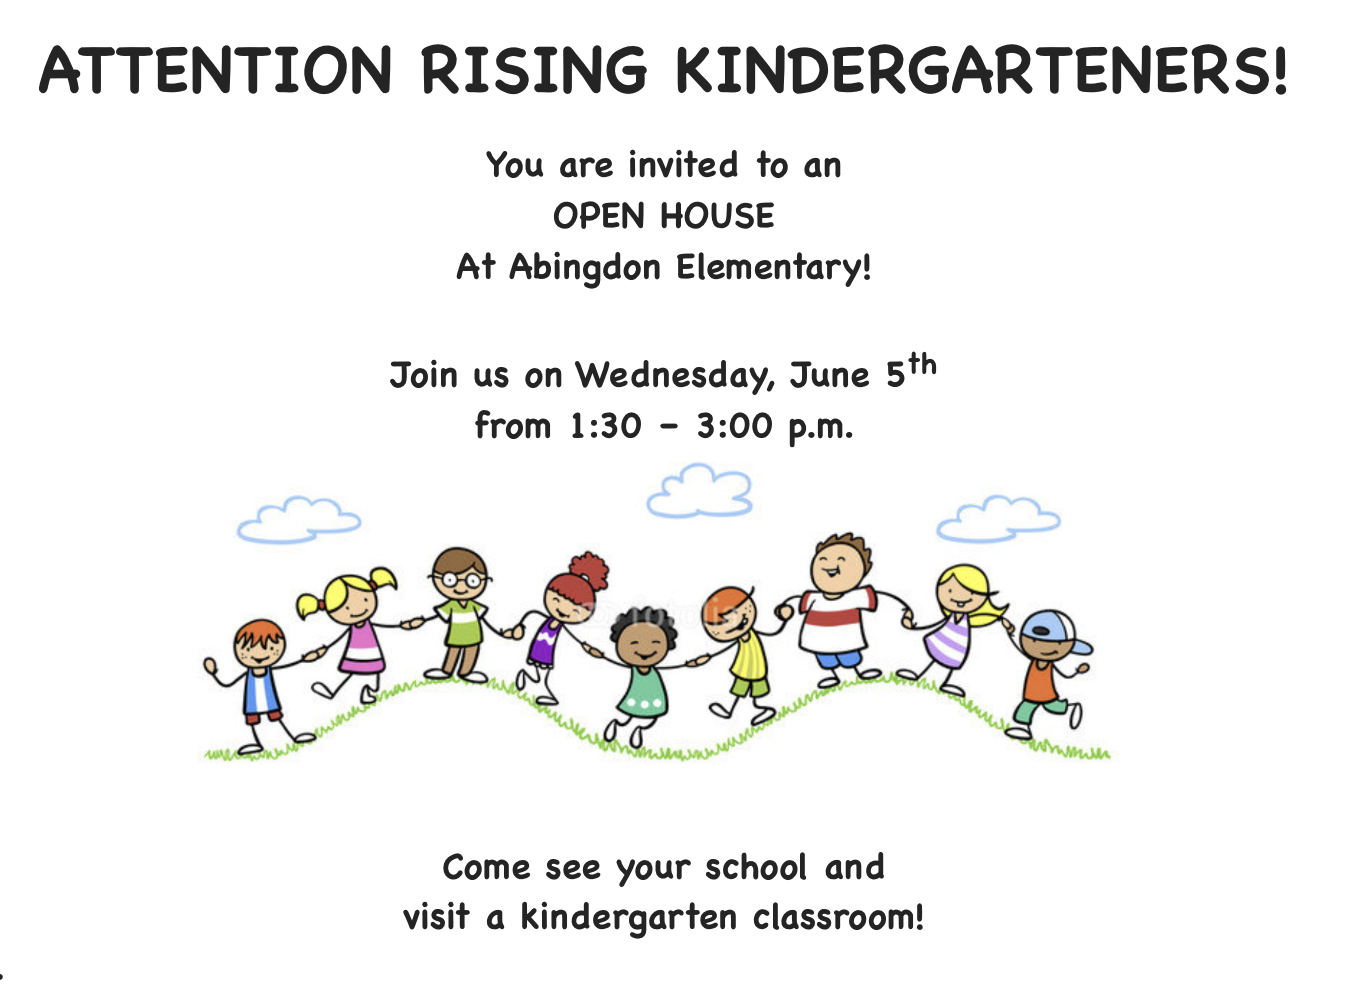 ATTENTION RISING KINDERGARTENERS!
You are invited to an
OPEN HOUSE
At Abingdon Elementary!
Join us on Wednesday, June 5th
from 1:30 – 3:00 p.m.
fotolia
Come see your school and
visit a kindergarten classroom!
.